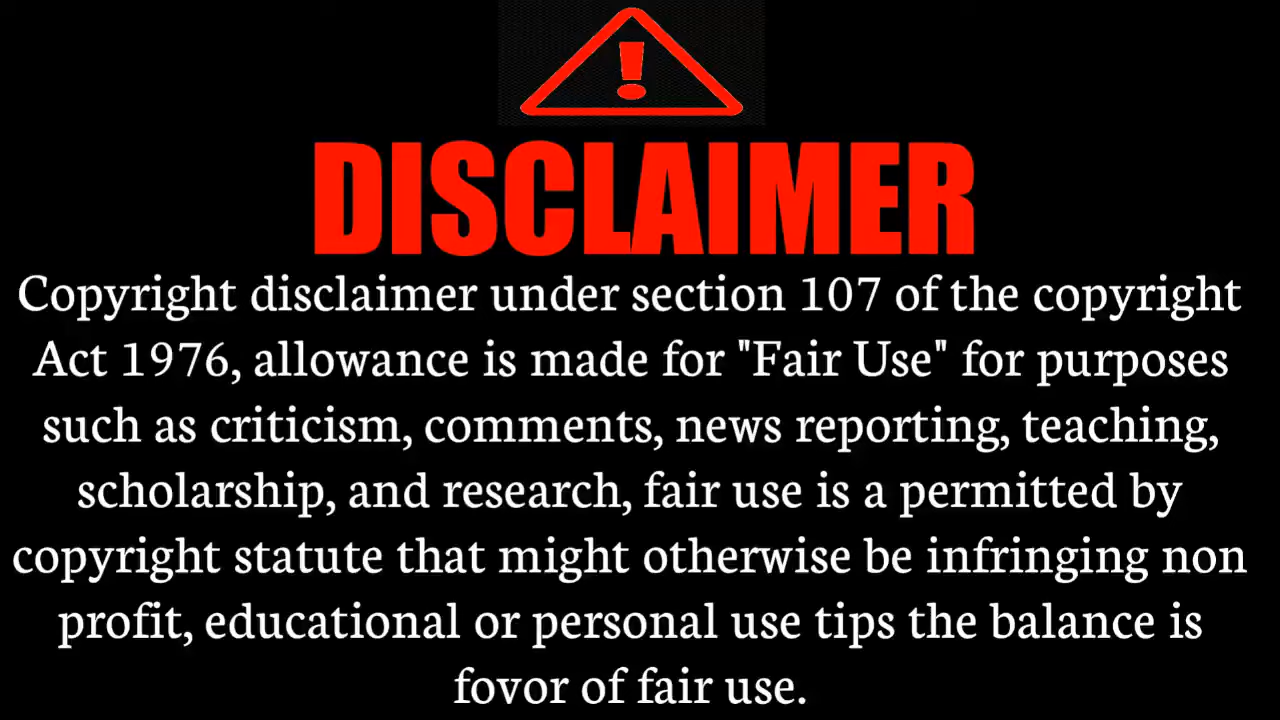 DISCLAIMER
Copyright disclaimer under section 107 of the copyright
Act 1976, allowance is made for "Fair Use" for purposes
such as criticism, comments, news reporting, teaching,
scholarship, and research, fair use is a permitted by
copyright statute that might otherwise be infringing non
profit, educational or personal use tips the balance is
fovor of fair use.